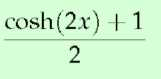 cosh(2x) + 1
2